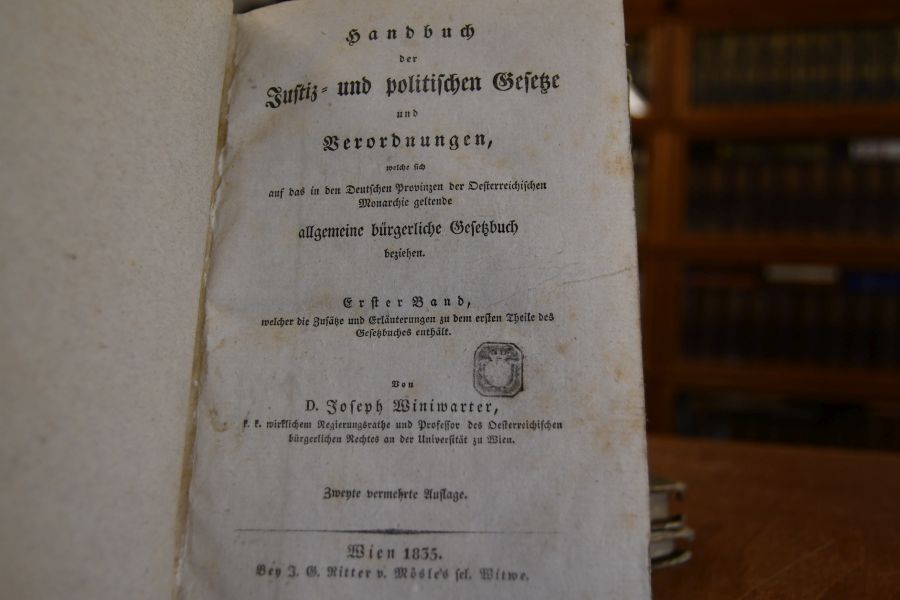 Handbuch
der
Justiz- und politischen Gesetze
und
Verordnungen,
welche sich
auf das in den Deutschen Provinzen der Oesterreichischen
Monarchie geltende
allgemeine bürgerliche Gesetzbuch
beziehen.
Erster Band,
welcher die Zusätze und Erläuterungen zu dem ersten Theile des
Gesetzbuches enthält.
Von
D. Joseph Winiwarter,
k. k. wirklichem Regierungsrathe und Professor des Oesterreichischen
bürgerlichen Rechtes an der Universität zu Wien.
Zweyte vermehrte Auflage.
Wien 1835.
Bey J. G. Ritter v. Mösle's sel. Witwe.